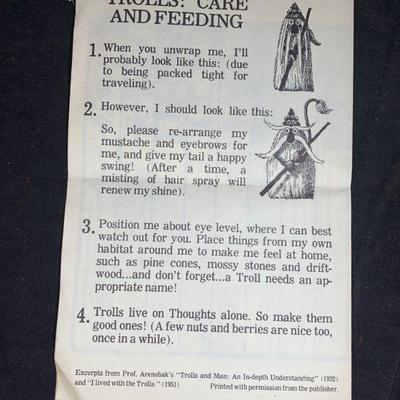 TROLLS: CARE
AND FEEDING
1. When you unwrap me, I'll
probably look like this: (due
to being packed tight for
traveling).
2. However, I should look like this:
So, please re-arrange my
mustache and eyebrows for
me, and give my tail a happy
swing! (After a time, a
misting of hair spray will
renew my shine).
3. Position me about eye level, where I can best
watch out for you. Place things from my own
habitat around me to make me feel at home,
such as pine cones, mossy stones and drift-
wood...and don't forget...a Troll needs an ap-
propriate name!
4. Trolls live on Thoughts alone. So make them
good ones! (A few nuts and berries are nice too,
once in a while).
Excerpts from Prof. Arensbak's "Trolls and Man: An In-depth Understanding" (1932)
and "I lived with the Trolls." (1951) Printed with permission from the publisher.